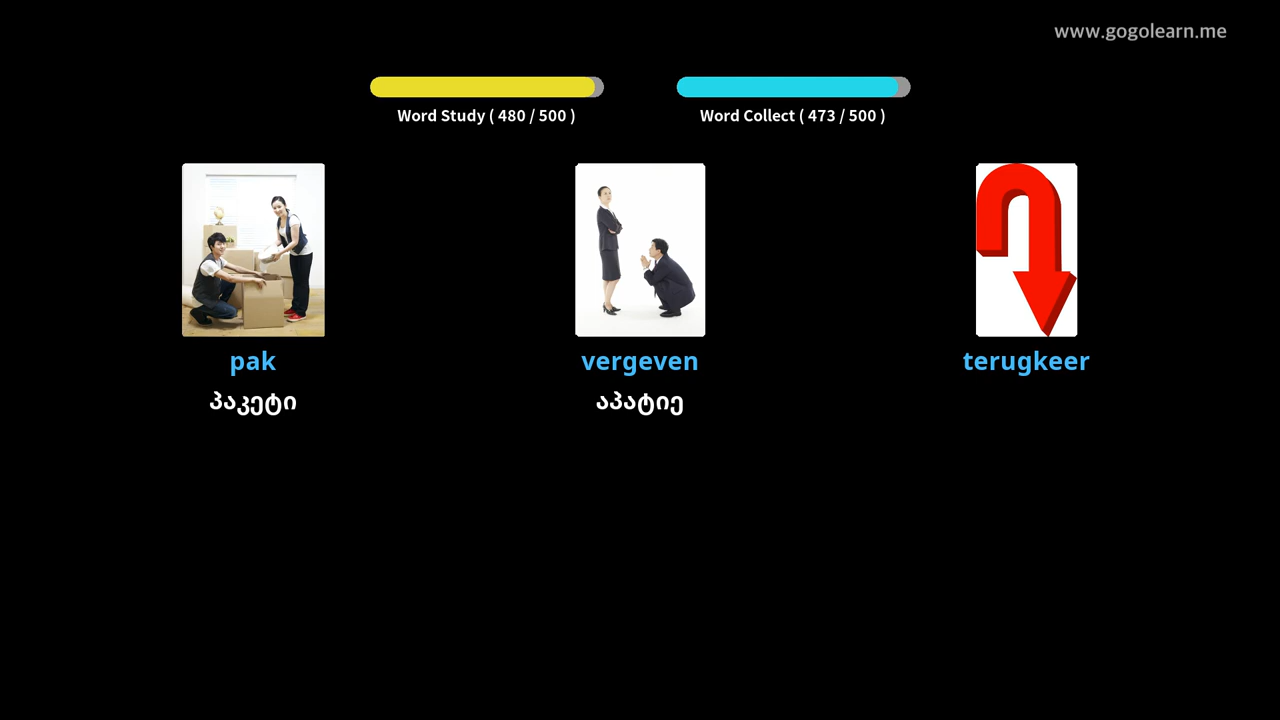 www.gogolearn.me
Word Study ( 480 / 500 )
Word Collect ( 473 / 500 )
pak
vergeven
terugkeer
პაკეტი
აპატიე